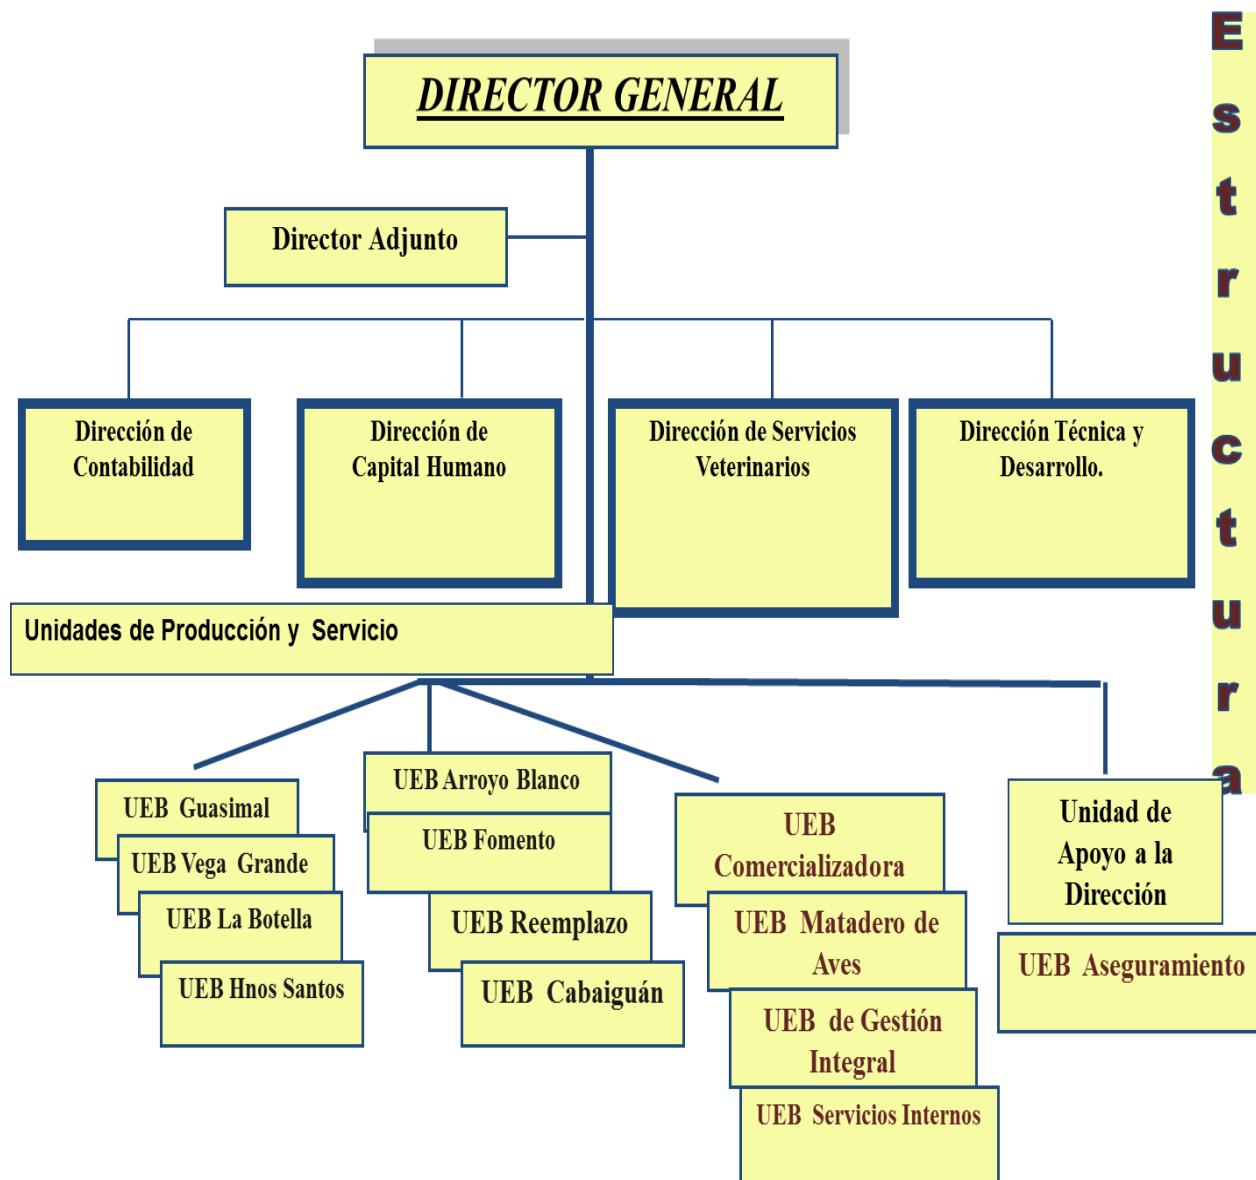 DIRECTOR GENERAL
Director Adjunto
Dirección de
Contabilidad
Dirección de
Capital Humano
Dirección de Servicios
Veterinarios
Dirección Técnica y
Desarrollo.
Unidades de Producción y Servicio
UEB Guasimal
UEB Vega Grande
UEB La Botella
UEB Hnos Santos
UEB Arroyo Blanco
UEB Fomento
UEB Reemplazo
UEB Cabaiguán
UEB
Comercializadora
UEB Matadero de
Aves
UEB de Gestión
Integral
UEB Servicios Internos
Unidad de
Apoyo a la
Dirección
UEB Aseguramiento
Estructura